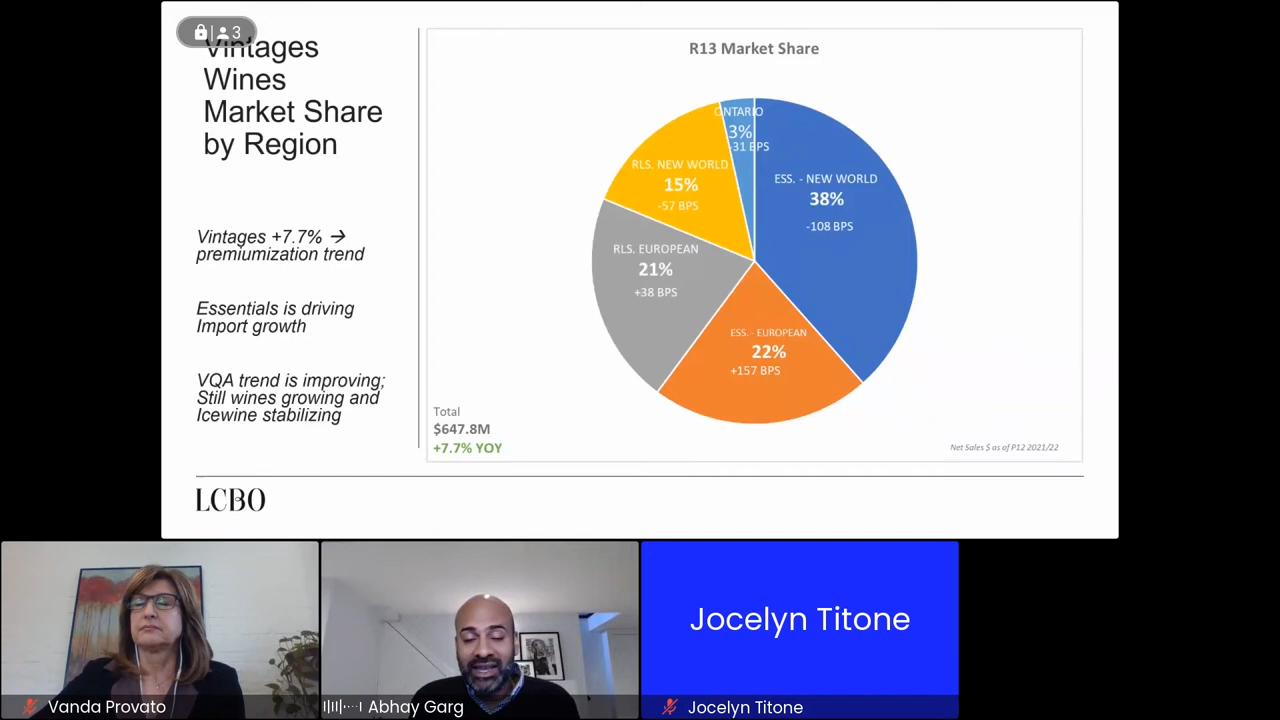 3
Vintages
Wines
Market Share
by Region
Vintages +7.7% →
premiumization trend
Essentials is driving
Import growth
VQA trend is improving;
Still wines growing and
Icewine stabilizing
R13 Market Share
ONTARIO
3%
-31 BPS
ESS. - NEW WORLD
38%
-108 BPS
RLS. NEW WORLD
15%
-57 BPS
RLS. EUROPEAN
21%
+38 BPS
ESS. - EUROPEAN
22%
+157 BPS
Total
$647.8M
+7.7% YOY
Net Sales $ as of P12 2021/22
LCBO
Jocelyn Titone
Vanda Provato
Abhay Garg
Jocelyn Titone